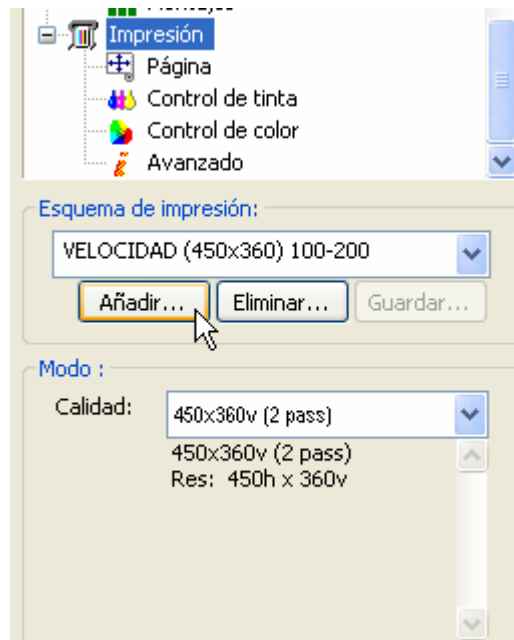 Impresión
Página
Control de tinta
Control de color
Avanzado
Esquema de impresión:
VELOCIDAD (450x360) 100-200
Añadir... Eliminar... Guardar...
Modo :
Calidad: 450x360v (2 pass)
450x360v (2 pass)
Res: 450h x 360v